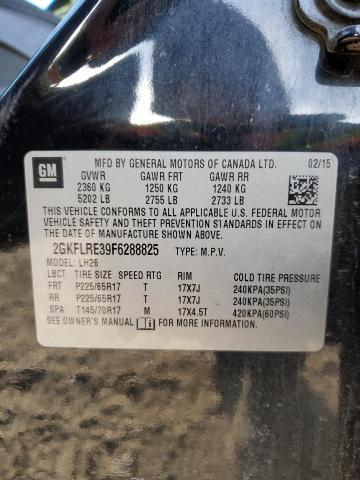 GM
MFD BY GENERAL MOTORS OF CANADA LTD. 02/15
GVWR GAWR FRT GAWR RR
2360 KG 1250 KG 1240 KG
5202 LB 2755 LB 2733 LB
THIS VEHICLE CONFORMS TO ALL APPLICABLE U.S. FEDERAL MOTOR
VEHICLE SAFETY AND THEFT PREVENTION STANDARDS IN EFFECT ON
THE DATE OF MANUFACTURE SHOWN ABOVE.
2GKFLRE39F6288825 TYPE: M.P.V.
MODEL: LH26
LBCT TIRE SIZE SPEED RTG RIM COLD TIRE PRESSURE
FRT P225/65R17 T 17X7J 240KPA(35PSI)
RR P225/65R17 T 17X7J 240KPA(35PSI)
SPA T145/70R17 M 17X4.5T 420KPA(60PSI)
SEE OWNER'S MANUAL FOR MORE INFORMATION.